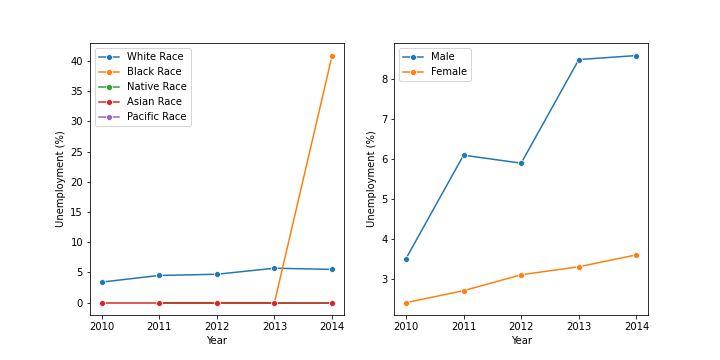 White Race
Black Race
Native Race
Asian Race
Pacific Race
40
35
30
25
20
15
10
5
0
Unemployment (%)
2010 2011 2012 2013 2014
Year
Male
Female
8
7
6
5
4
3
Unemployment (%)
2010 2011 2012 2013 2014
Year